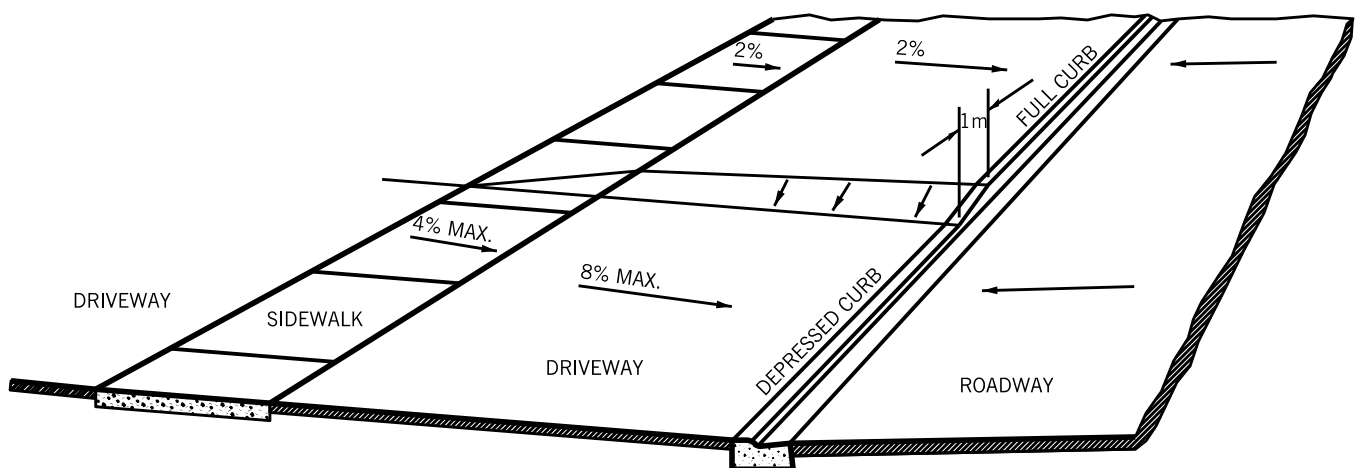 2%
2%
FULL CURB
1m
4% MAX.
8% MAX.
DRIVEWAY
SIDEWALK
DRIVEWAY
DEPRESSED CURB
ROADWAY